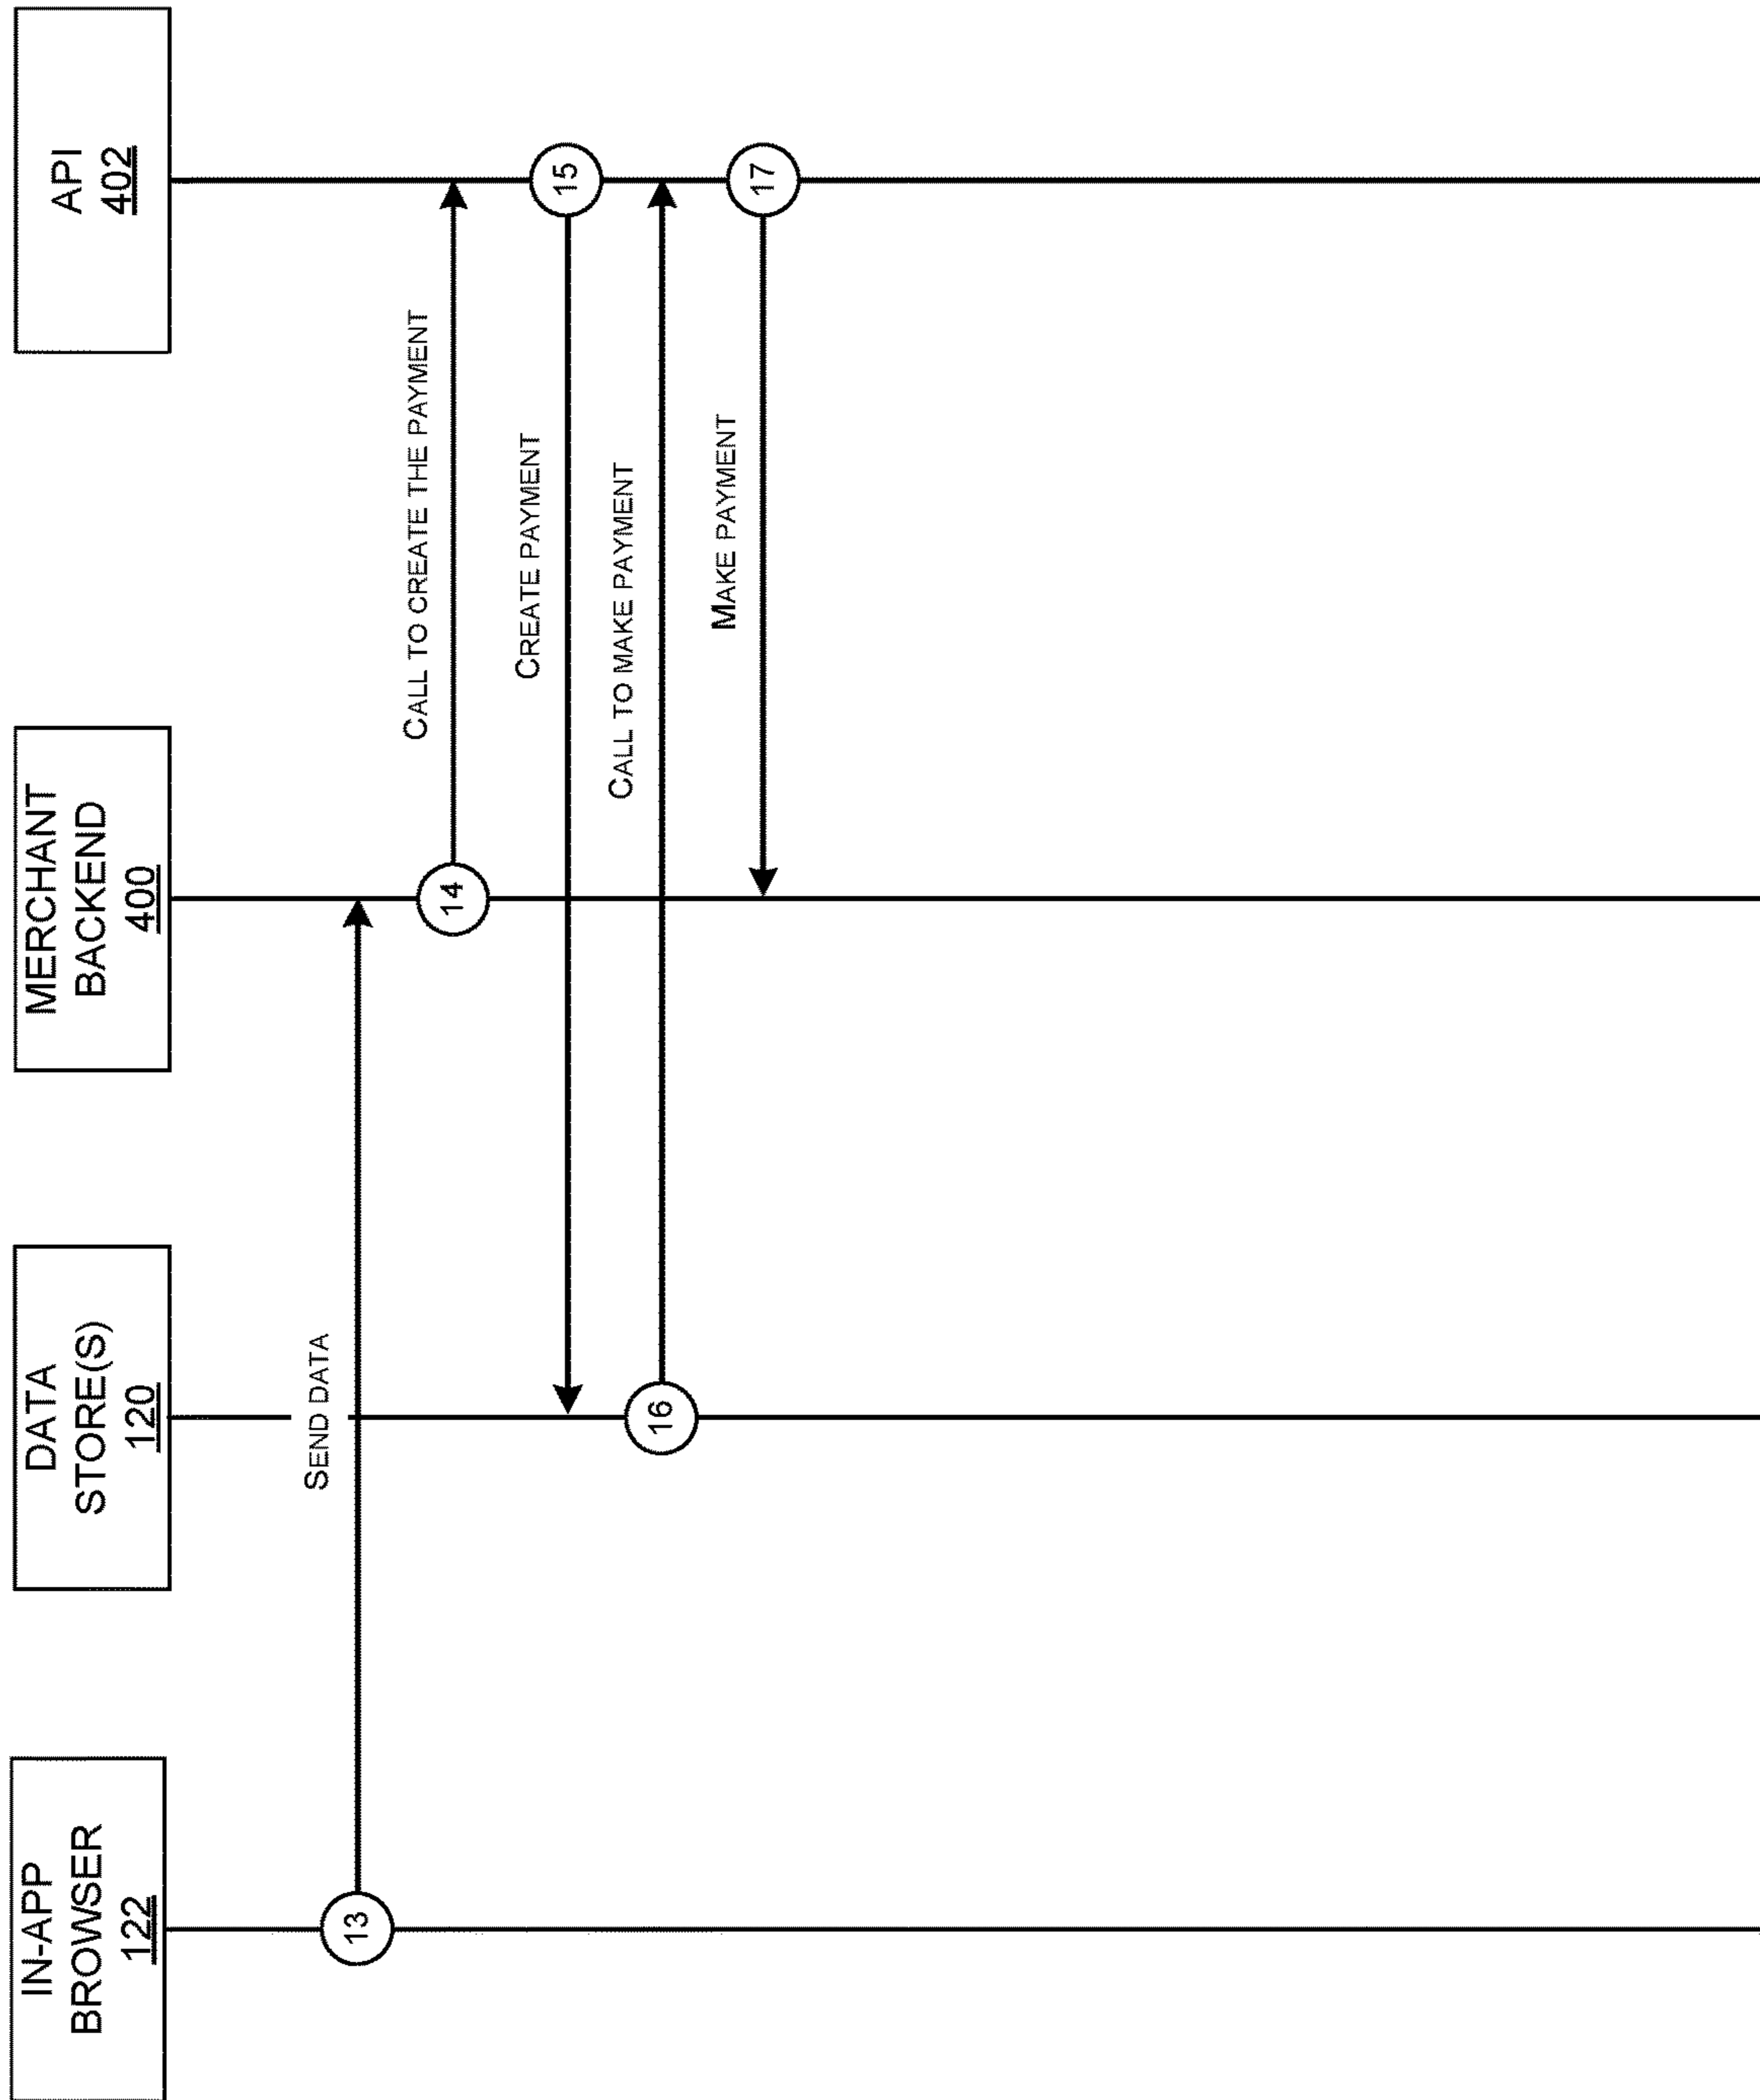 IN-APP
BROWSER
122
DATA
STORE(S)
120
MERCHANT
BACKEND
400
API
402
13
SEND DATA
14
CALL TO CREATE THE PAYMENT
15
CREATE PAYMENT
16
CALL TO MAKE PAYMENT
17
MAKE PAYMENT